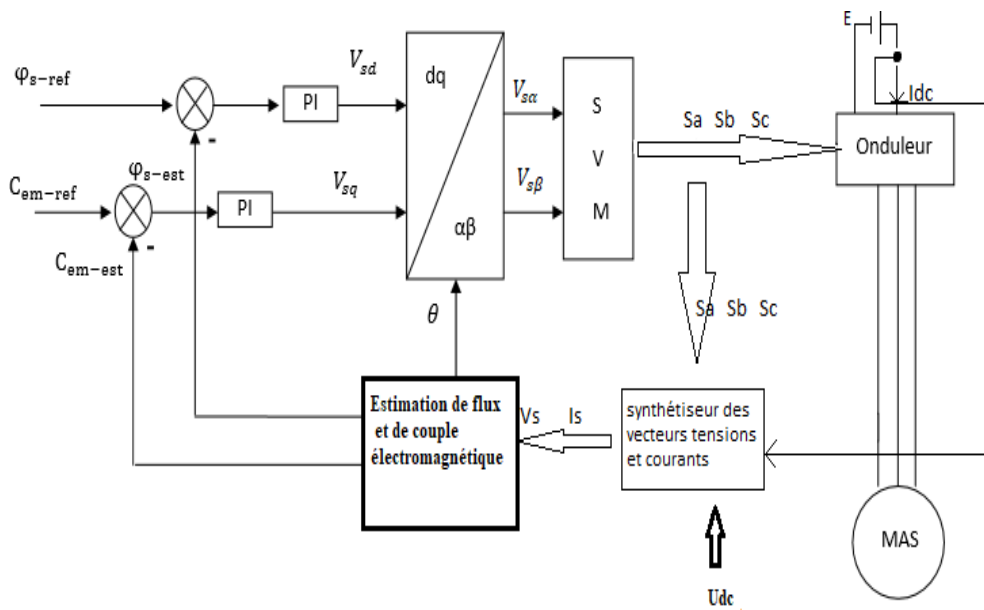 E
φs-ref
Vsd
dq
PI
Vsα
S
V
M
Idc
Sa Sb Sc
Onduleur
-
φs-est
Cem-ref
Vsq
PI
Vsβ
αβ
-
Cem-est
θ
Sa Sb Sc
Estimation de flux
et de couple
électromagnétique
Vs Is
synthétiseur des
vecteurs tensions
et courants
MAS
Udc